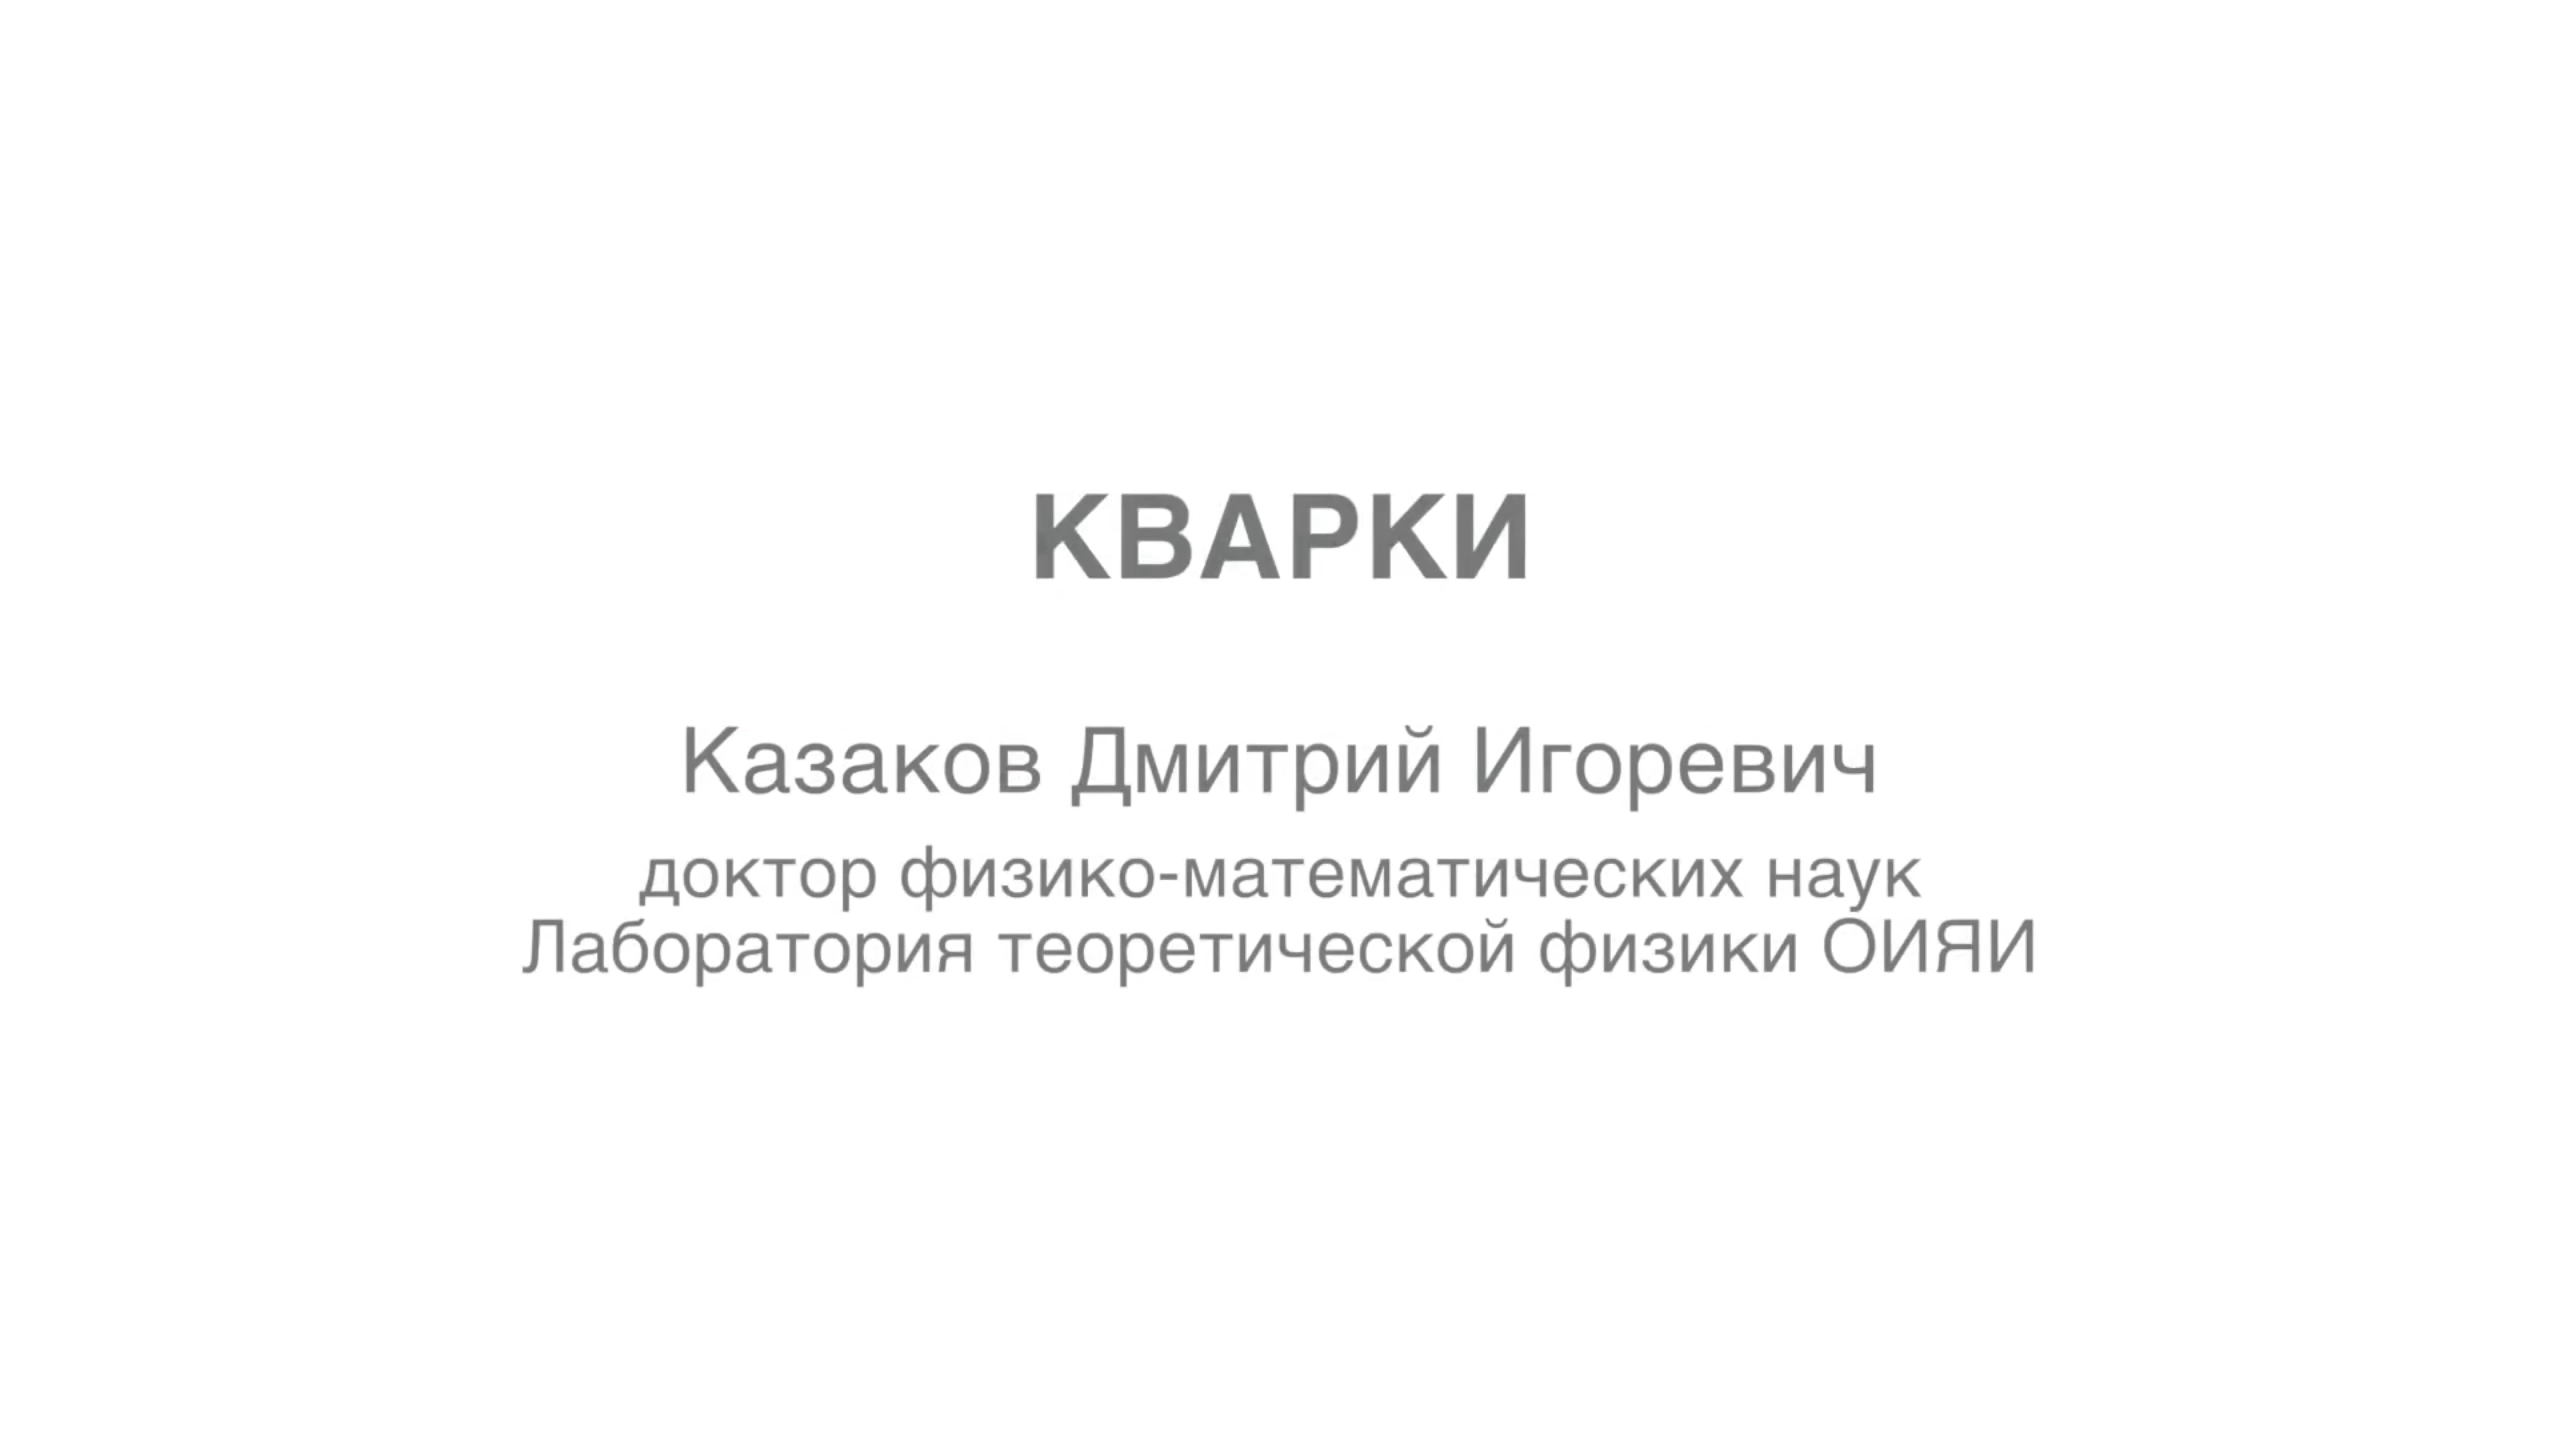 КВАРКИ
Казаков Дмитрий Игоревич
доктор физико-математических наук
Лаборатория теоретической физики ОИЯИ